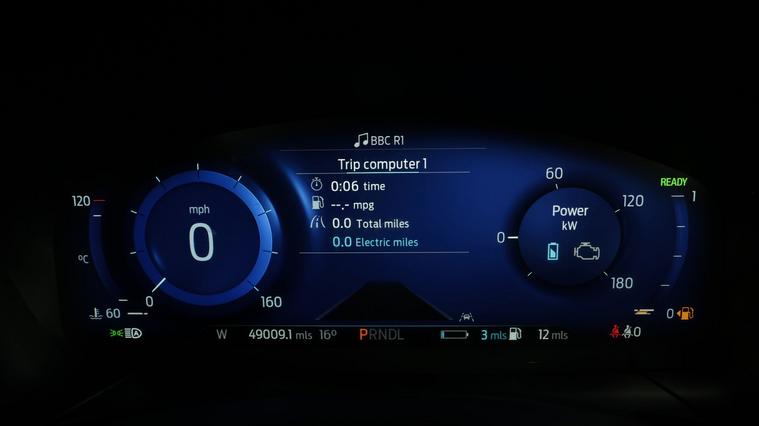 BBC R1
Trip computer 1
0:06 time
--.- mpg
0.0 Total miles
0.0 Electric miles
120
°C
60
mph
0
0
160
60
0
120
180
Power
kW
READY
1
0
A
W 49009.1 mls 16° PRNDL 3 mls 12 mls